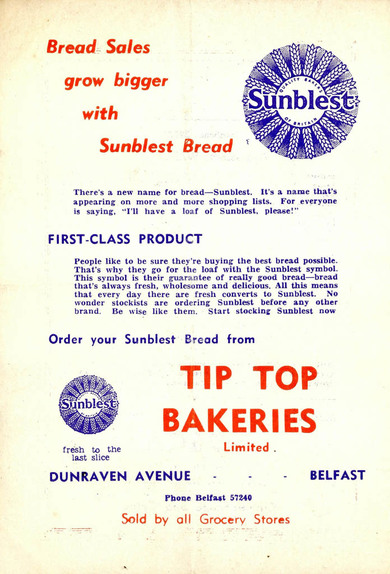 Bread Sales
grow bigger
with
Sunblest Bread
QUALITY BAKERS
Sunblest
OF BRITAIN
There's a new name for bread—Sunblest. It's a name that's
appearing on more and more shopping lists. For everyone
is saying, "I'll have a loaf of Sunblest, please!"
FIRST-CLASS PRODUCT
People like to be sure they're buying the best bread possible.
That's why they go for the loaf with the Sunblest symbol.
This symbol is their guarantee of really good bread—bread
that's always fresh, wholesome and delicious. All this means
that every day there are fresh converts to Sunblest. No
wonder stockists are ordering Sunblest before any other
brand. Be wise like them. Start stocking Sunblest now
Order your Sunblest Bread from
TIP TOP
BAKERIES
Limited.
Sunblest
fresh to the
last slice
DUNRAVEN AVENUE - - - BELFAST
Phone Belfast 57240
Sold by all Grocery Stores